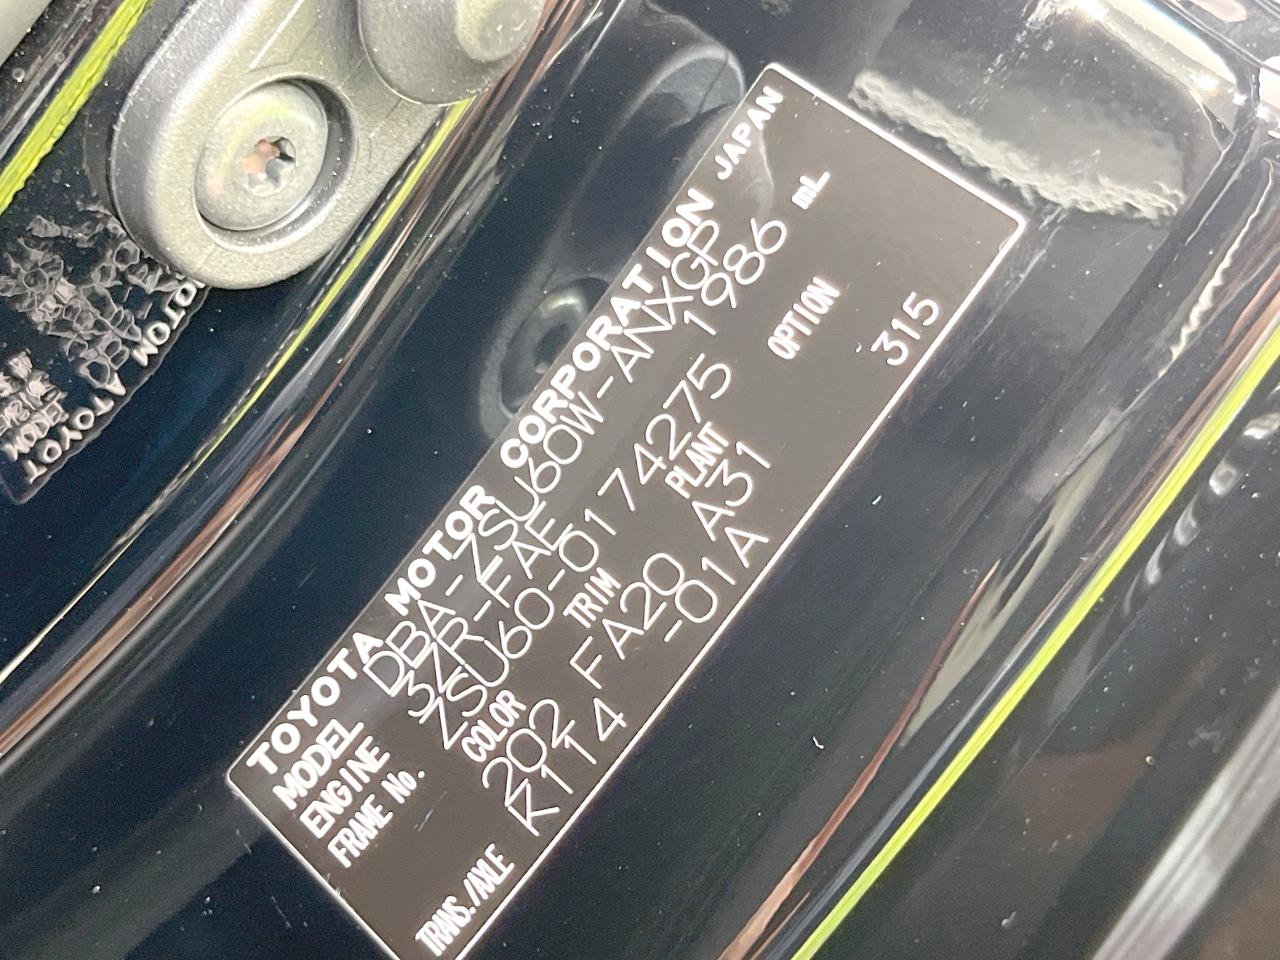 TOYOTA MOTOR CORPORATION JAPAN
MODEL DBA-ZSU60W-ANXGP
ENGINE 3ZR-FAE 1986 mL
FRAME No. ZSU60-0174275
COLOR TRIM PLANT OPTION
202 FA20 A31 315
TRANS./AXLE K114 -01A